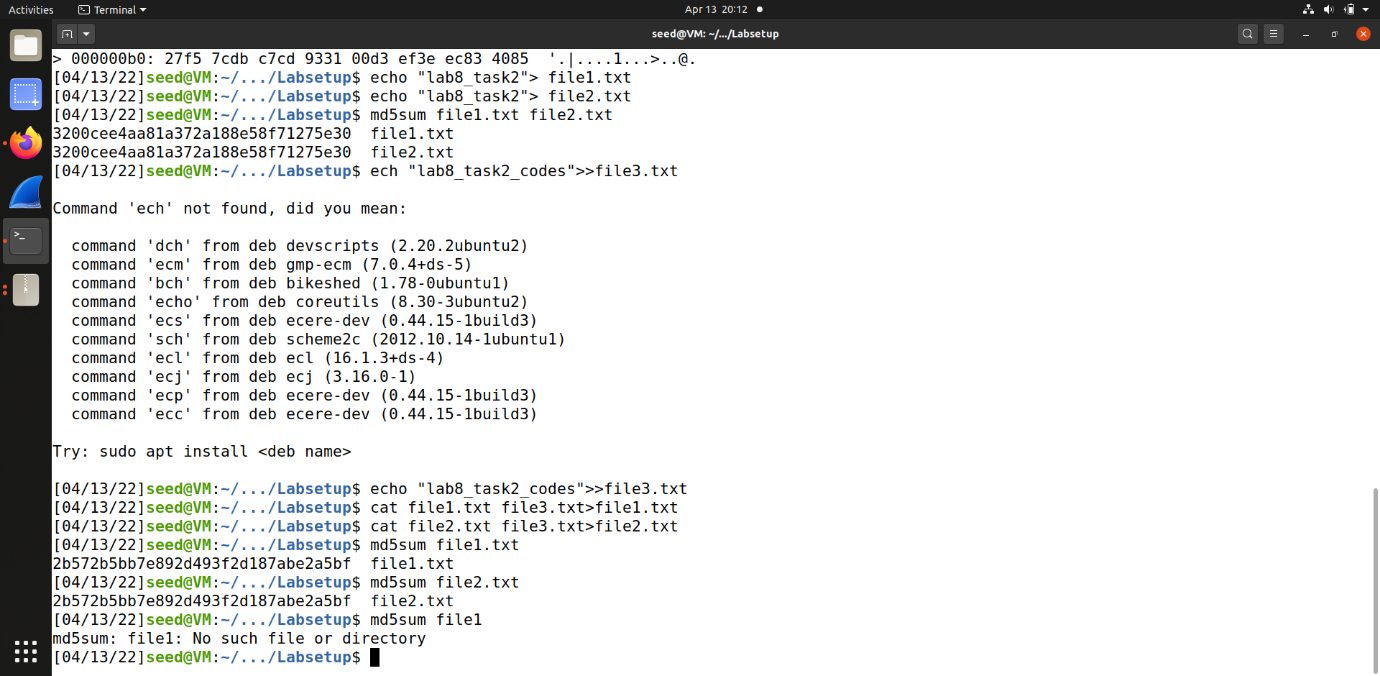 Activities
Terminal
Apr 13 20:12
seed@VM: ~/.../Labsetup
> 000000b0: 27f5 7cdb c7cd 9331 00d3 ef3e ec83 4085  '.|....1...>..@.
[04/13/22]seed@VM:~/.../Labsetup$ echo "lab8_task2"> file1.txt
[04/13/22]seed@VM:~/.../Labsetup$ echo "lab8_task2"> file2.txt
[04/13/22]seed@VM:~/.../Labsetup$ md5sum file1.txt file2.txt
3200cee4aa81a372a188e58f71275e30  file1.txt
3200cee4aa81a372a188e58f71275e30  file2.txt
[04/13/22]seed@VM:~/.../Labsetup$ ech "lab8_task2_codes">>file3.txt
Command 'ech' not found, did you mean:
  command 'dch' from deb devscripts (2.20.2ubuntu2)
  command 'ecm' from deb gmp-ecm (7.0.4+ds-5)
  command 'bch' from deb bikeshed (1.78-0ubuntu1)
  command 'echo' from deb coreutils (8.30-3ubuntu2)
  command 'ecs' from deb ecere-dev (0.44.15-1build3)
  command 'sch' from deb scheme2c (2012.10.14-1ubuntu1)
  command 'ecl' from deb ecl (16.1.3+ds-4)
  command 'ecj' from deb ecj (3.16.0-1)
  command 'ecp' from deb ecere-dev (0.44.15-1build3)
  command 'ecc' from deb ecere-dev (0.44.15-1build3)
Try: sudo apt install <deb name>
[04/13/22]seed@VM:~/.../Labsetup$ echo "lab8_task2_codes">>file3.txt
[04/13/22]seed@VM:~/.../Labsetup$ cat file1.txt file3.txt>file1.txt
[04/13/22]seed@VM:~/.../Labsetup$ cat file2.txt file3.txt>file2.txt
[04/13/22]seed@VM:~/.../Labsetup$ md5sum file1.txt
2b572b5bb7e892d493f2d187abe2a5bf  file1.txt
[04/13/22]seed@VM:~/.../Labsetup$ md5sum file2.txt
2b572b5bb7e892d493f2d187abe2a5bf  file2.txt
[04/13/22]seed@VM:~/.../Labsetup$ md5sum file1
md5sum: file1: No such file or directory
[04/13/22]seed@VM:~/.../Labsetup$